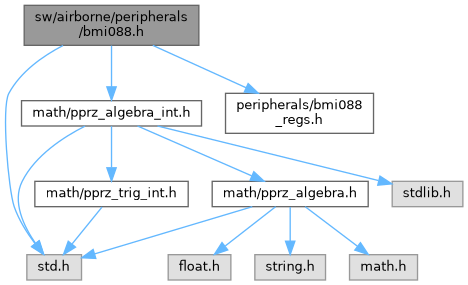 sw/airborne/peripherals
/bmi088.h
math/pprz_algebra_int.h
peripherals/bmi088
_regs.h
math/pprz_trig_int.h
math/pprz_algebra.h
stdlib.h
std.h
float.h
string.h
math.h